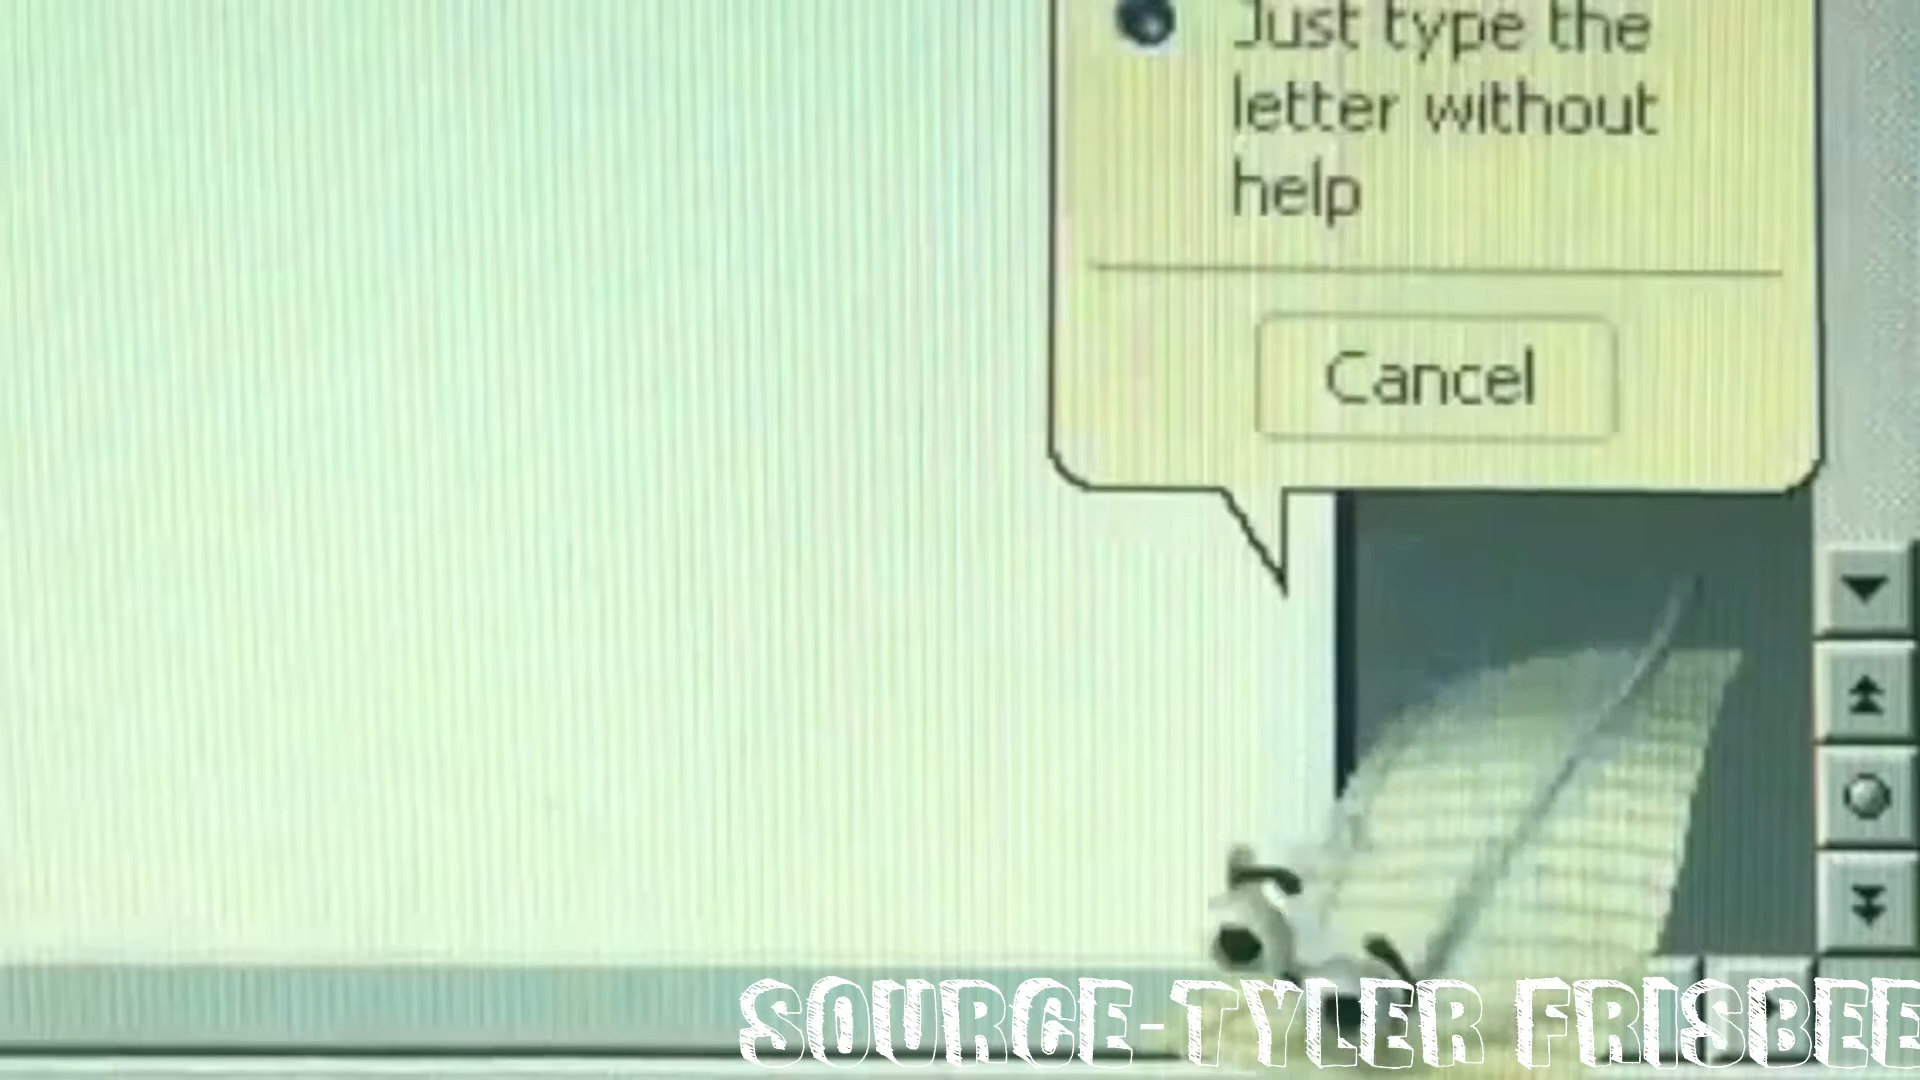 Just type the
letter without
help
Cancel
SOURCE-TYLER FRISBEE